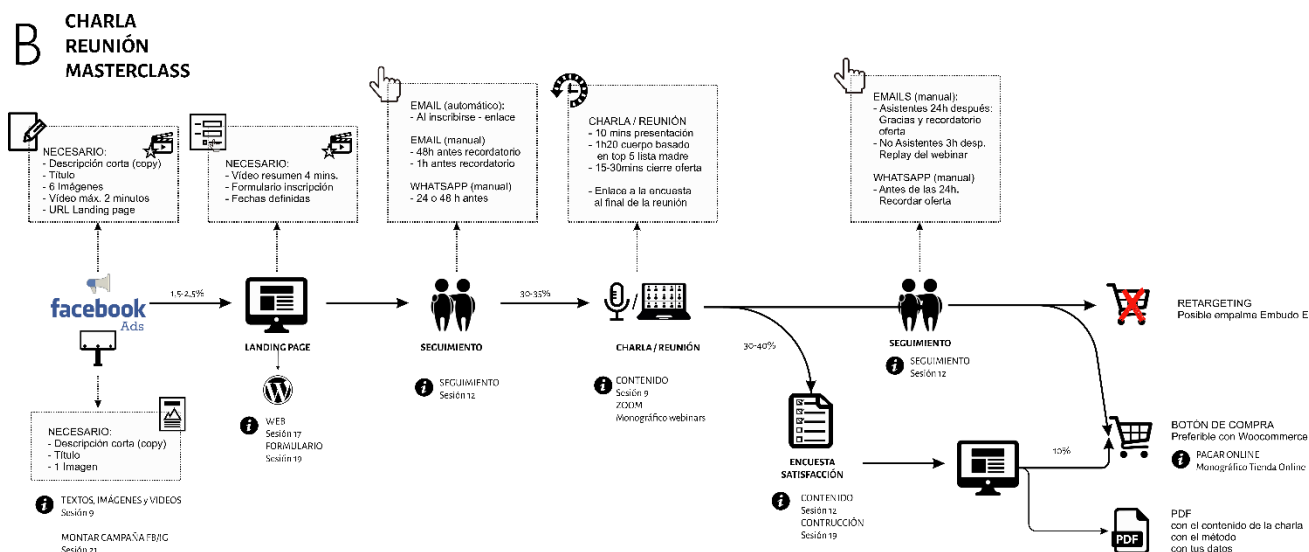 B
CHARLA
REUNIÓN
MASTERCLASS
NECESARIO:
- Descripción corta (copy)
- Título
- 6 Imágenes
- Vídeo máx. 2 minutos
- URL Landing page
NECESARIO:
- Vídeo resumen 4 mins.
- Formulario inscripción
- Fechas definidas
EMAIL (automático):
- Al inscribirse - enlace
EMAIL (manual)
- 48h antes recordatorio
- 1h antes recordatorio
WHATSAPP (manual)
- 24 o 48 h antes
CHARLA / REUNIÓN
- 10 mins presentación
- 1h20 cuerpo basado
en top 5 lista madre
- 15-30mins cierre oferta
- Enlace a la encuesta
al final de la reunión
EMAILS (manual):
- Asistentes 24h después:
Gracias y recordatorio
oferta
- No Asistentes 3h desp.
Replay del webinar
WHATSAPP (manual)
- Antes de las 24h.
Recordar oferta
facebook
Ads
1,5-2,5%
LANDING PAGE
SEGUIMIENTO
30-35%
CHARLA / REUNIÓN
30-40%
SEGUIMIENTO
RETARGETING
Posible empalme Embudo E
i SEGUIMIENTO
Sesión 12
i CONTENIDO
Sesión 9
ZOOM
Monográfico webinars
i SEGUIMIENTO
Sesión 12
i WEB
Sesión 17
FORMULARIO
Sesión 19
NECESARIO:
- Descripción corta (copy)
- Título
- 1 Imagen
i TEXTOS, IMÁGENES y VIDEOS
Sesión 9
MONTAR CAMPAÑA FB/IG
Sesión 21
ENCUESTA
SATISFACCIÓN
i CONTENIDO
Sesión 12
CONTRUCCIÓN
Sesión 19
10%
BOTÓN DE COMPRA
Preferible con Woocommerce
i PAGAR ONLINE
Monográfico Tienda Online
PDF
PDF
con el contenido de la charla
con el método
con tus datos